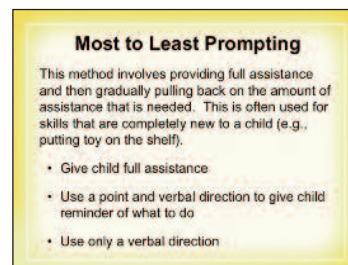 Most to Least Prompting
This method involves providing full assistance
and then gradually pulling back on the amount of
assistance that is needed. This is often used for
skills that are completely new to a child (e.g.,
putting toy on the shelf).
• Give child full assistance
• Use a point and verbal direction to give child
reminder of what to do
• Use only a verbal direction